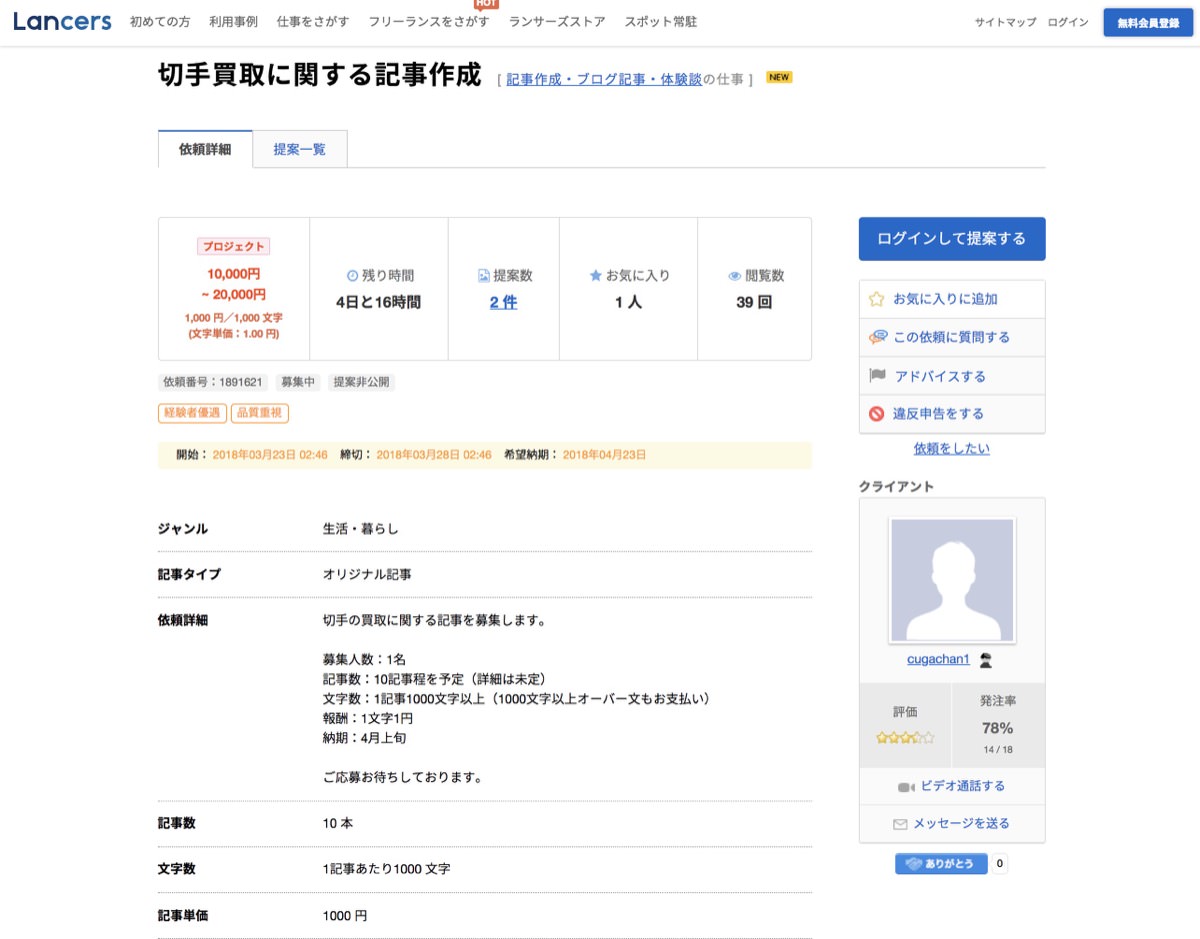 Lancers 初めての方 利用事例 仕事をさがす フリーランスをさがす HOT ランサーズストア スポット常駐 サイトマップ ログイン 無料会員登録
切手買取に関する記事作成 [ 記事作成・ブログ記事・体験談の仕事 ] NEW
依頼詳細 提案一覧
プロジェクト
10,000円
~ 20,000円
1,000 円／1,000 文字
(文字単価：1.00 円)
残り時間
4日と16時間
提案数
2 件
お気に入り
1 人
閲覧数
39 回
依頼番号：1891621 募集中 提案非公開
経験者優遇 品質重視
開始： 2018年03月23日 02:46 締切： 2018年03月28日 02:46 希望納期： 2018年04月23日
ジャンル 生活・暮らし
記事タイプ オリジナル記事
依頼詳細 切手の買取に関する記事を募集します。
募集人数：1名
記事数：10記事程を予定（詳細は未定）
文字数：1記事1000文字以上（1000文字以上オーバー文もお支払い）
報酬：1文字1円
納期：4月上旬
ご応募お待ちしております。
記事数 10 本
文字数 1記事あたり1000 文字
記事単価 1000 円
ログインして提案する
お気に入りに追加
この依頼に質問する
アドバイスする
違反申告をする
依頼をしたい
クライアント
cugachan1
評価
発注率
78%
14 / 18
ビデオ通話する
メッセージを送る
ありがとう 0